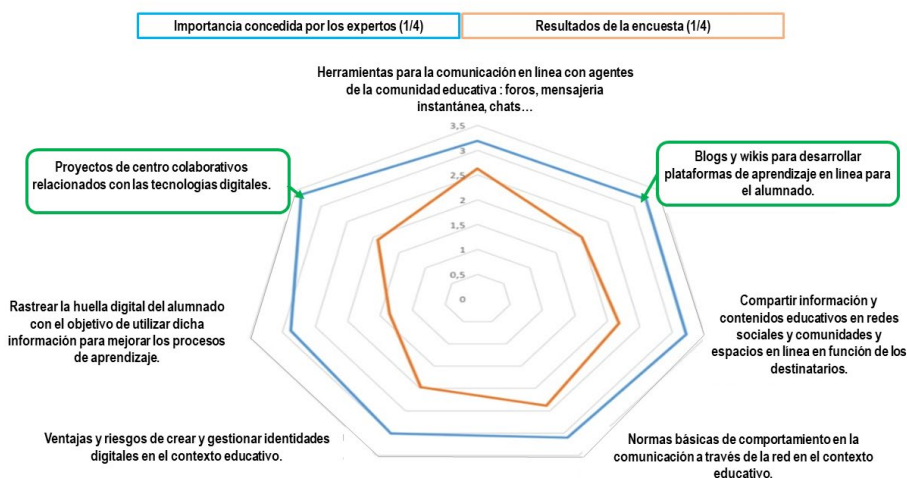 Importancia concedida por los expertos (1/4)
Resultados de la encuesta (1/4)
Herramientas para la comunicación en línea con agentes
de la comunidad educativa : foros, mensajería
instantánea, chats…
3,5
3
2,5
2
1,5
1
0,5
0
Proyectos de centro colaborativos
relacionados con las tecnologías digitales.
Blogs y wikis para desarrollar
plataformas de aprendizaje en línea para
el alumnado.
Rastrear la huella digital del alumnado
con el objetivo de utilizar dicha
información para mejorar los procesos
de aprendizaje.
Compartir información y
contenidos educativos en redes
sociales y comunidades y
espacios en línea en función de los
destinatarios.
Ventajas y riesgos de crear y gestionar identidades
digitales en el contexto educativo.
Normas básicas de comportamiento en la
comunicación a través de la red en el contexto
educativo.